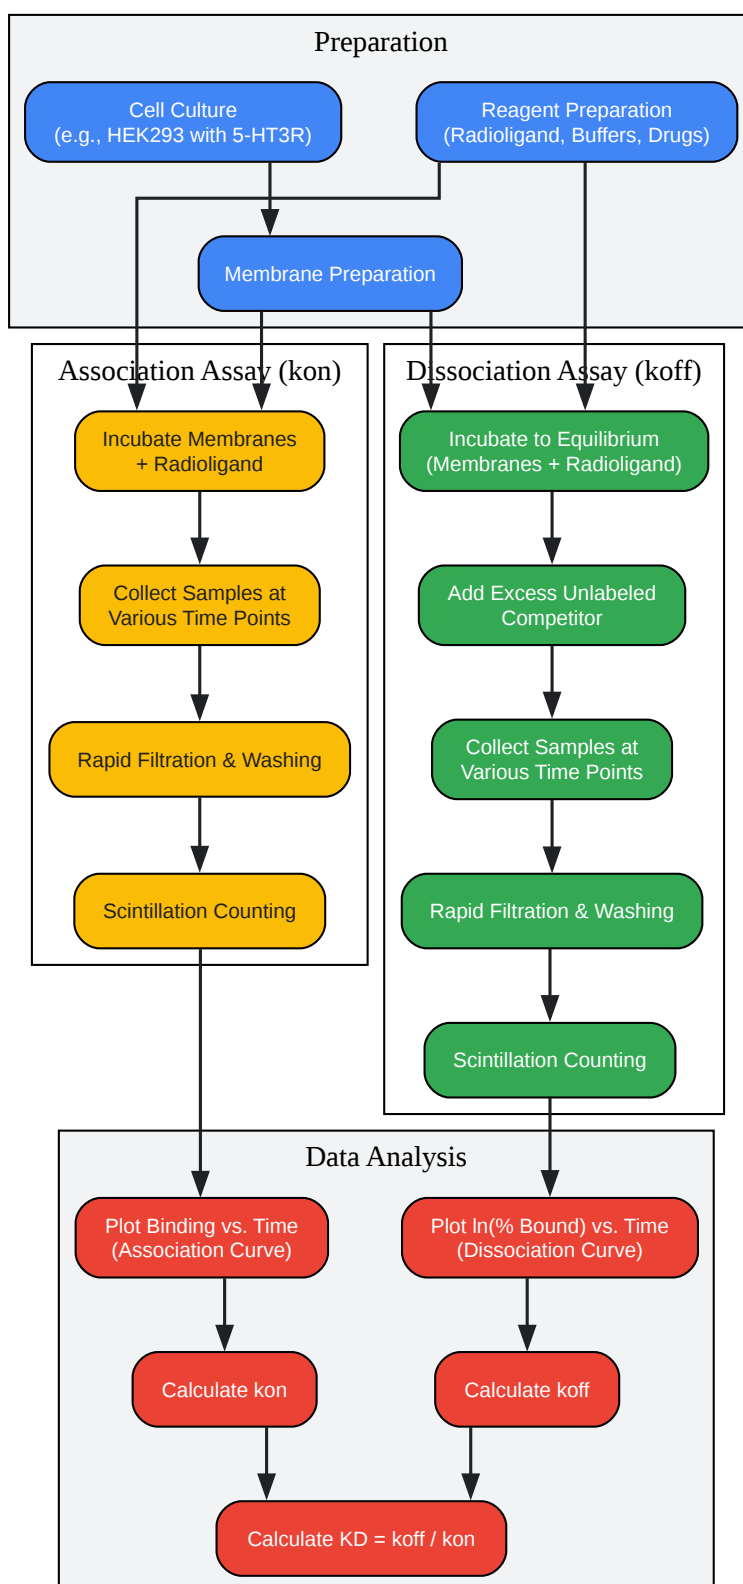 Preparation
Cell Culture
(e.g., HEK293 with 5-HT3R)
Reagent Preparation
(Radioligand, Buffers, Drugs)
Membrane Preparation
Association Assay (kon)
Incubate Membranes
+ Radioligand
Collect Samples at
Various Time Points
Rapid Filtration & Washing
Scintillation Counting
Dissociation Assay (koff)
Incubate to Equilibrium
(Membranes + Radioligand)
Add Excess Unlabeled
Competitor
Collect Samples at
Various Time Points
Rapid Filtration & Washing
Scintillation Counting
Data Analysis
Plot Binding vs. Time
(Association Curve)
Plot ln(% Bound) vs. Time
(Dissociation Curve)
Calculate kon
Calculate koff
Calculate KD = koff / kon